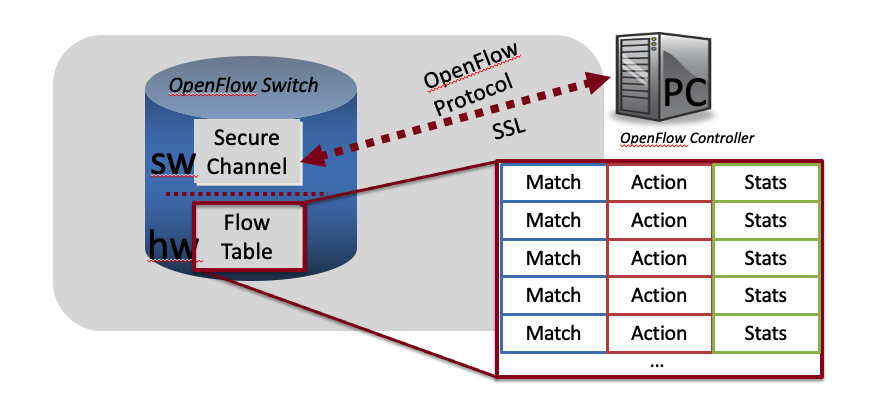 OpenFlow Switch
OpenFlow
Protocol
SSL
PC
OpenFlow Controller
sw
Secure
Channel
hw
Flow
Table
Match Action Stats
Match Action Stats
Match Action Stats
Match Action Stats
Match Action Stats
...